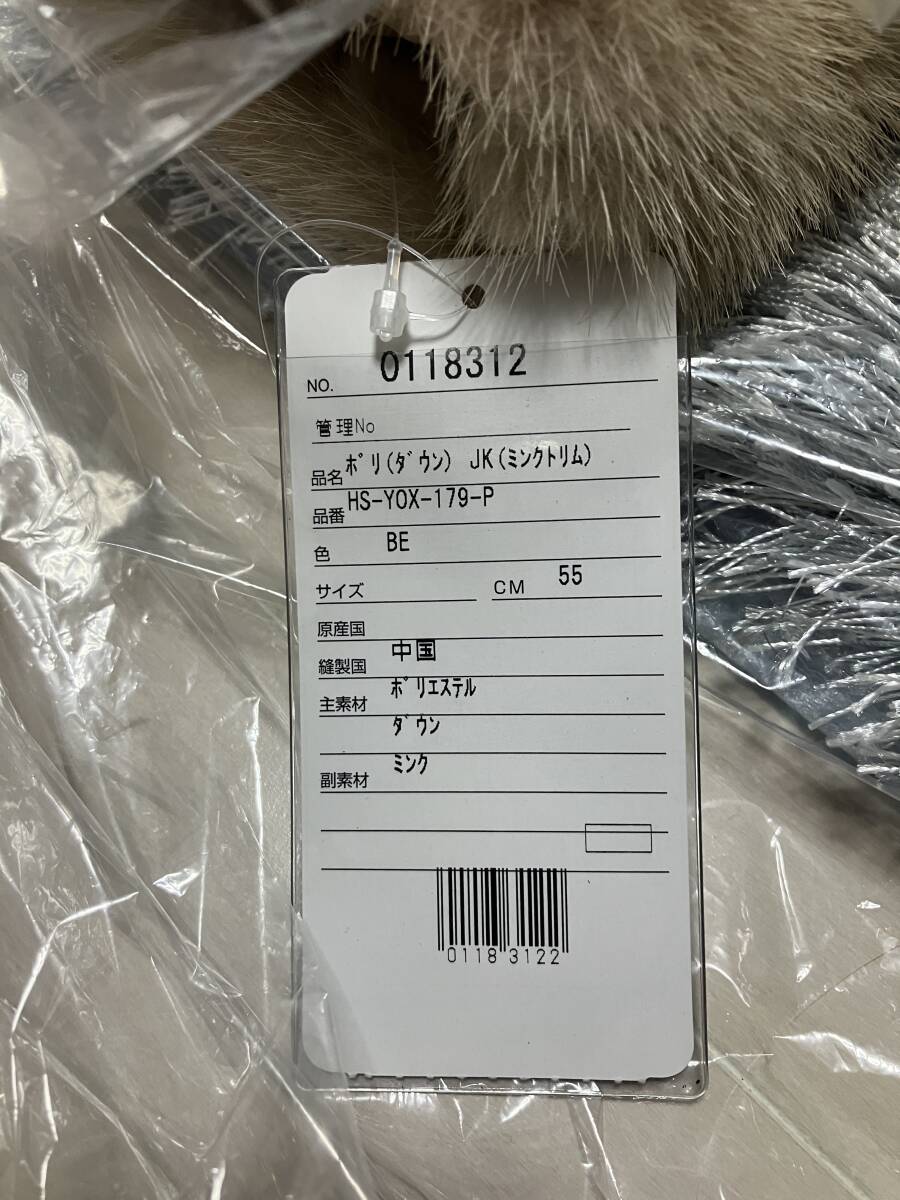 NO. 0118312
管理No
品名 ﾎﾟﾘ(ﾀﾞｳﾝ) JK(ﾐﾝｸﾄﾘﾑ)
品番 HS-YOX-179-P
色 BE
サイズ CM 55
原産国
縫製国 中国
主素材 ﾎﾟﾘｴｽﾃﾙ
ﾀﾞｳﾝ
副素材 ﾐﾝｸ
0118 3122